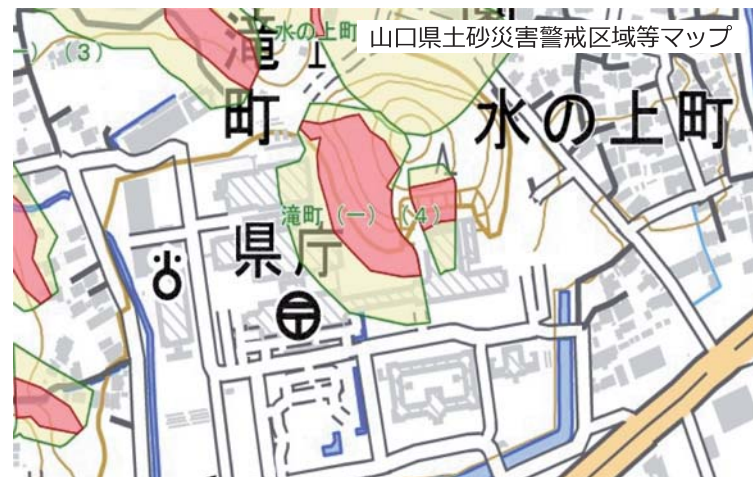 山口県土砂災害警戒区域等マップ
水の上町
(3)
滝町
水の上町
滝町(一)(4)
県庁